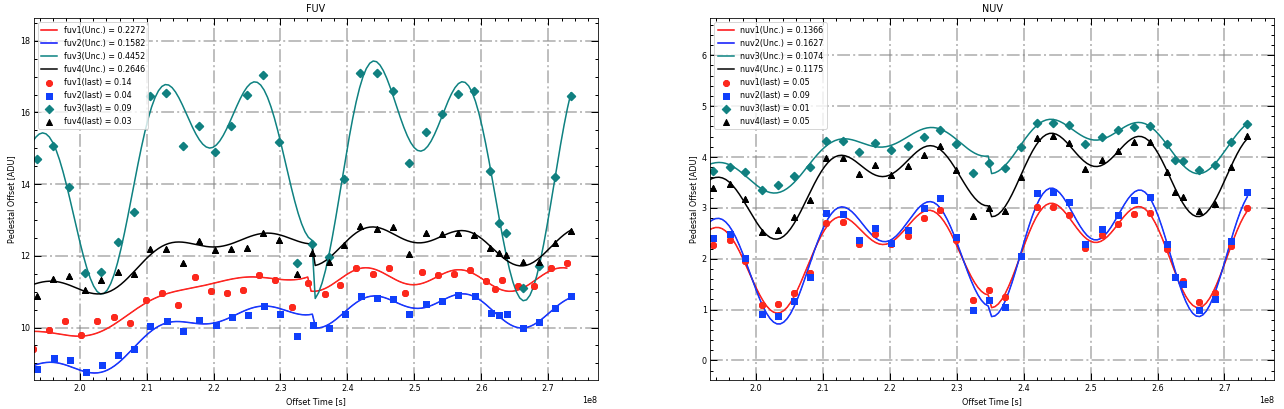 FUV
fuv1(Unc.) = 0.2272
fuv2(Unc.) = 0.1582
fuv3(Unc.) = 0.4452
fuv4(Unc.) = 0.2646
fuv1(last) = 0.14
fuv2(last) = 0.04
fuv3(last) = 0.09
fuv4(last) = 0.03
Pedestal Offset [ADU]
18
16
14
12
10
2.0 2.1 2.2 2.3 2.4 2.5 2.6 2.7
1e8
Offset Time [s]
NUV
nuv1(Unc.) = 0.1366
nuv2(Unc.) = 0.1627
nuv3(Unc.) = 0.1074
nuv4(Unc.) = 0.1175
nuv1(last) = 0.05
nuv2(last) = 0.09
nuv3(last) = 0.01
nuv4(last) = 0.05
Pedestal Offset [ADU]
6
5
4
3
2
1
0
2.0 2.1 2.2 2.3 2.4 2.5 2.6 2.7
1e8
Offset Time [s]